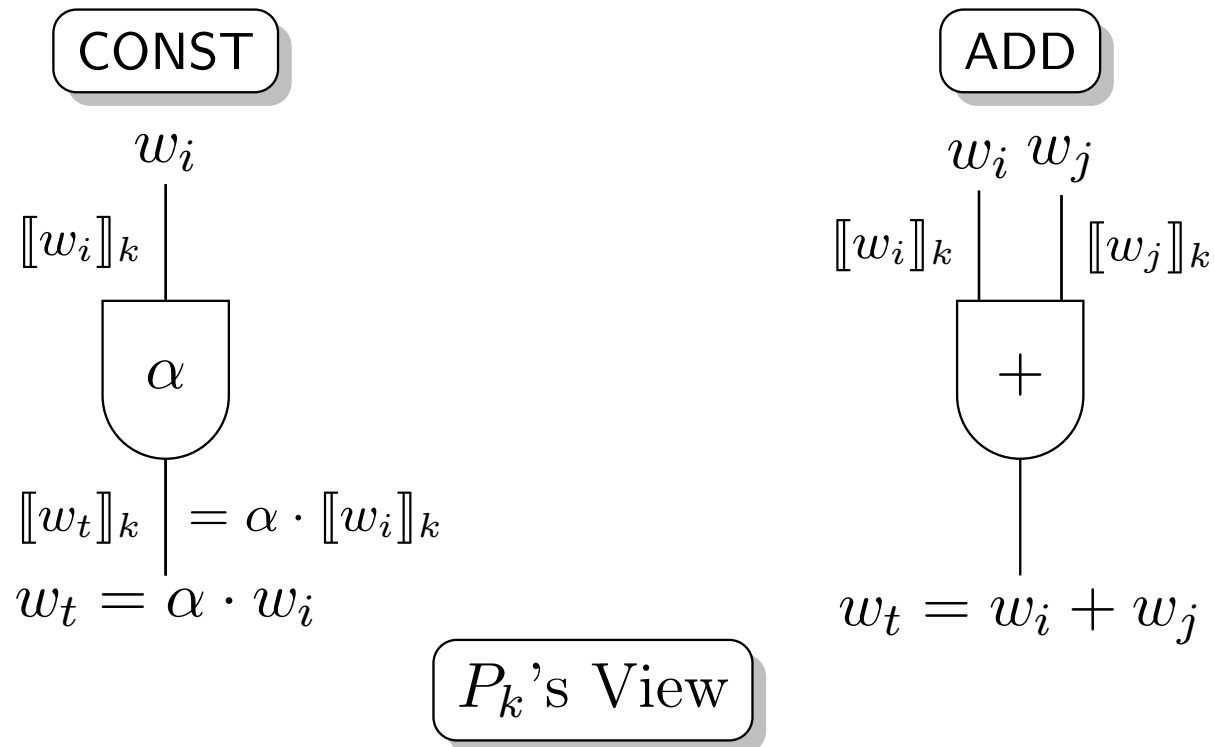 CONST
w_i
⟦w_i⟧_k
α
⟦w_t⟧_k = α · ⟦w_i⟧_k
w_t = α · w_i
ADD
w_i w_j
⟦w_i⟧_k ⟦w_j⟧_k
+
w_t = w_i + w_j
P_k's View